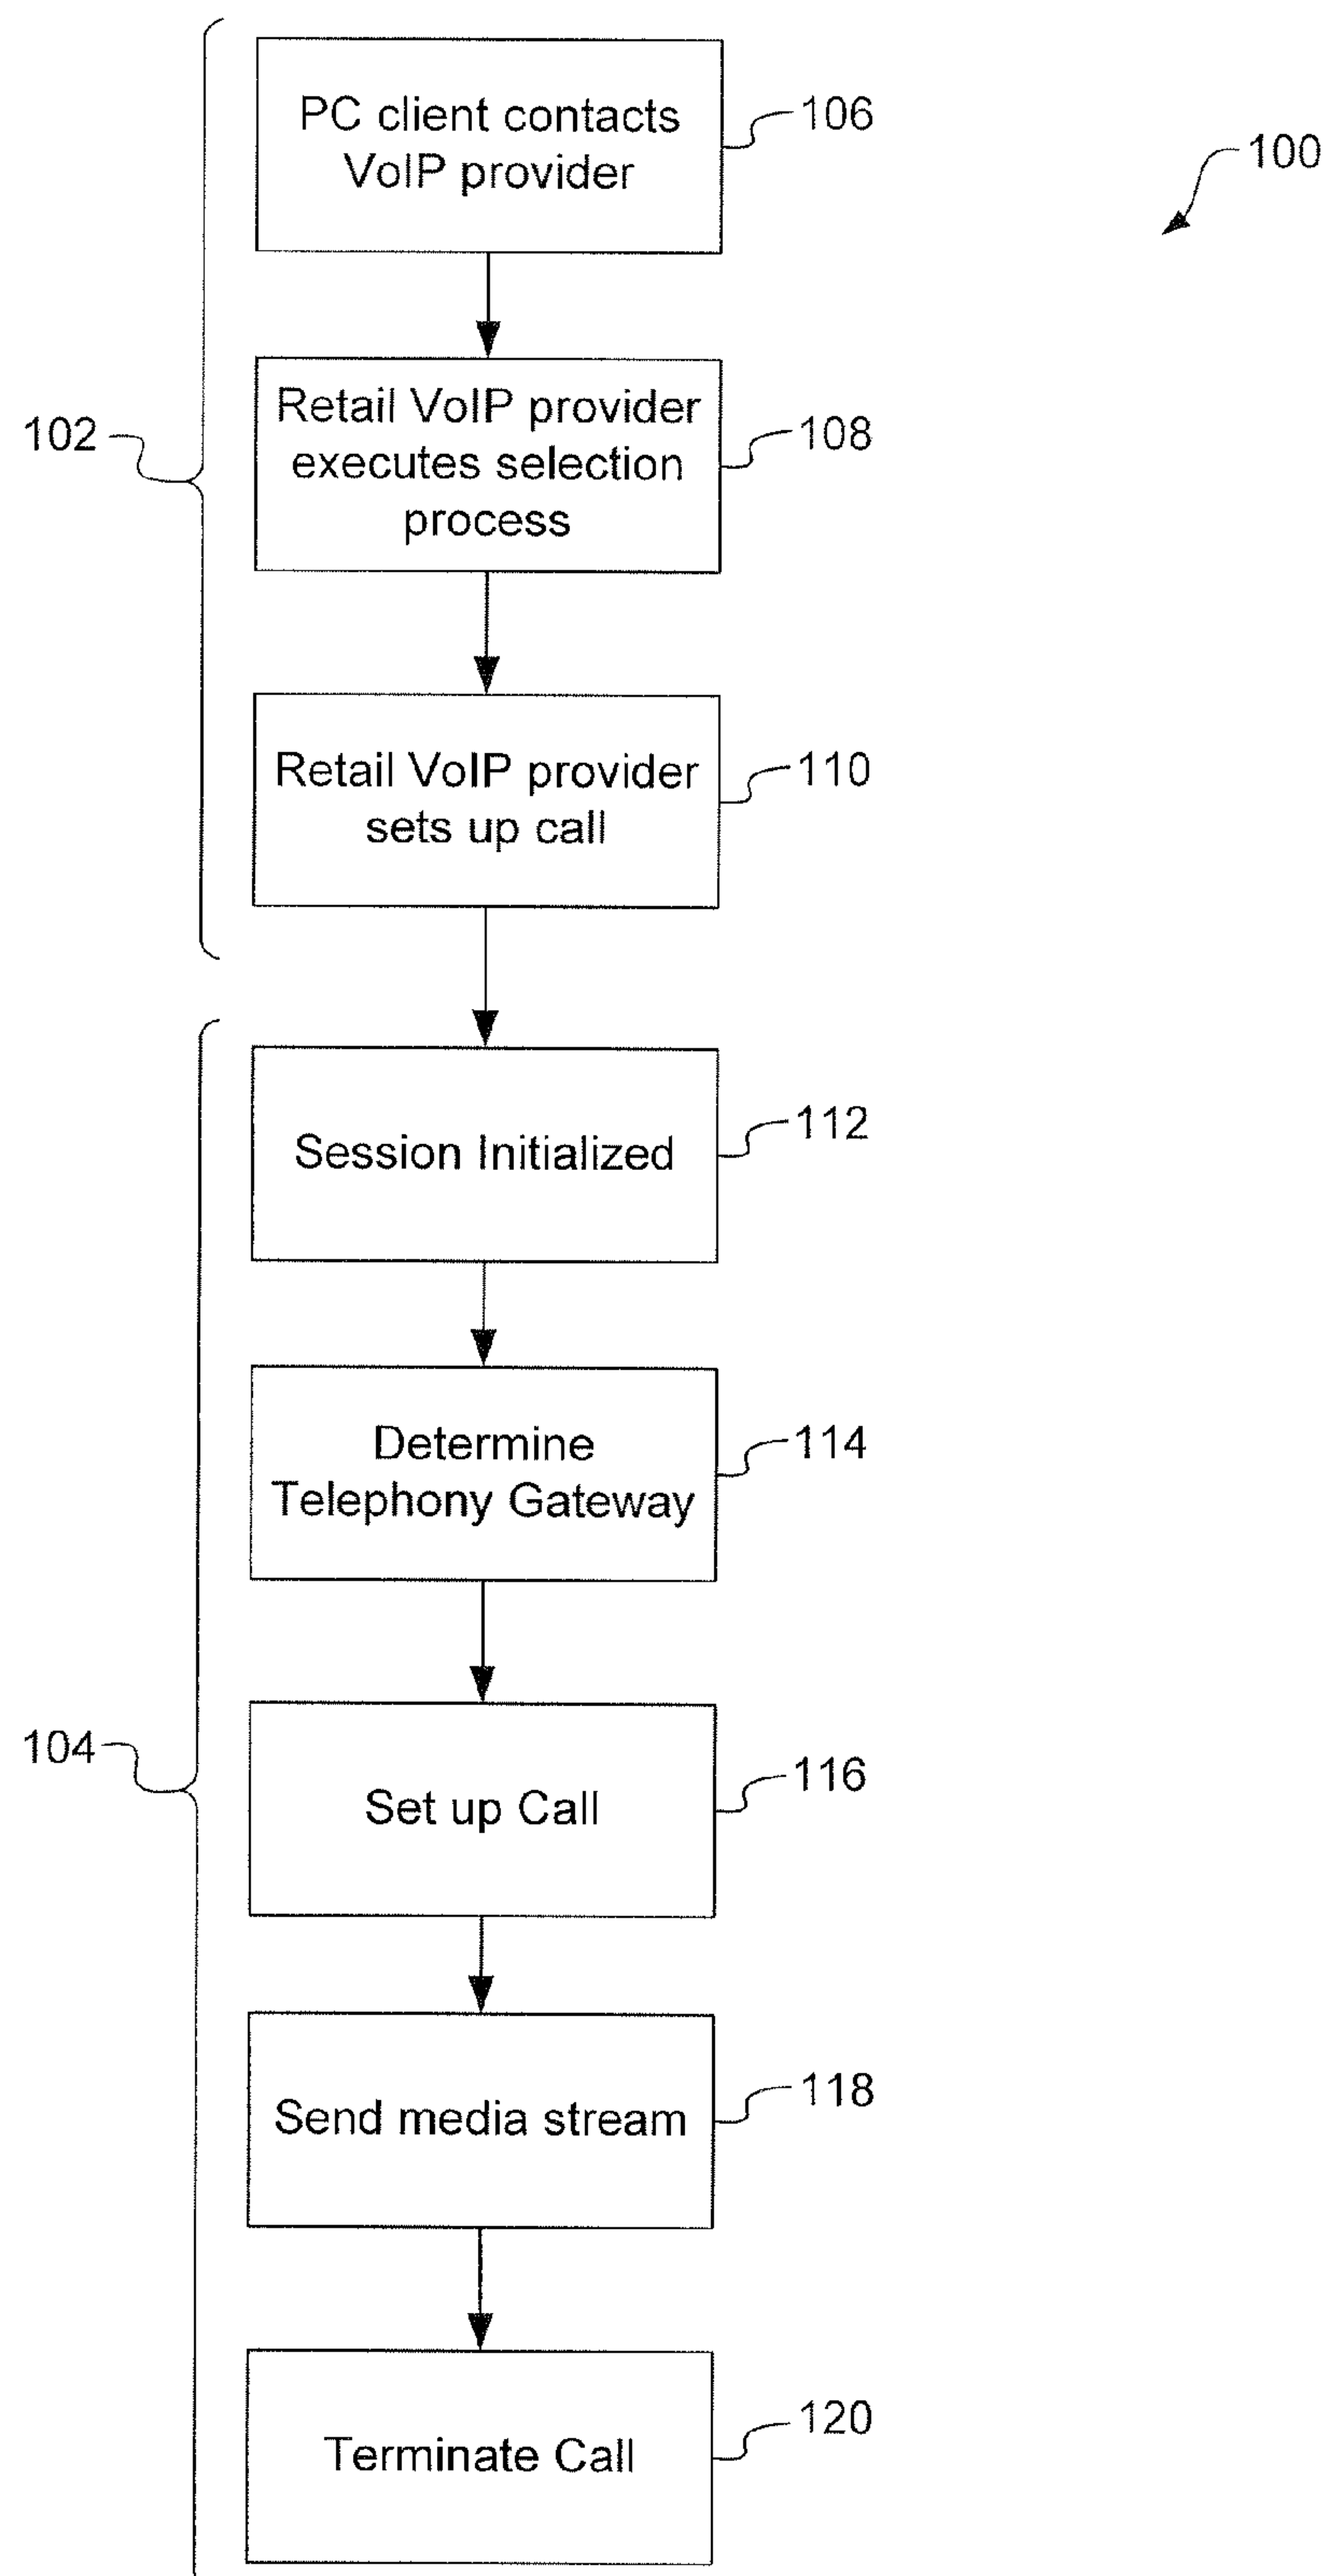 PC client contacts
VoIP provider
106
100
Retail VoIP provider
executes selection
process
108
102
Retail VoIP provider
sets up call
110
Session Initialized
112
Determine
Telephony Gateway
114
104
Set up Call
116
Send media stream
118
Terminate Call
120